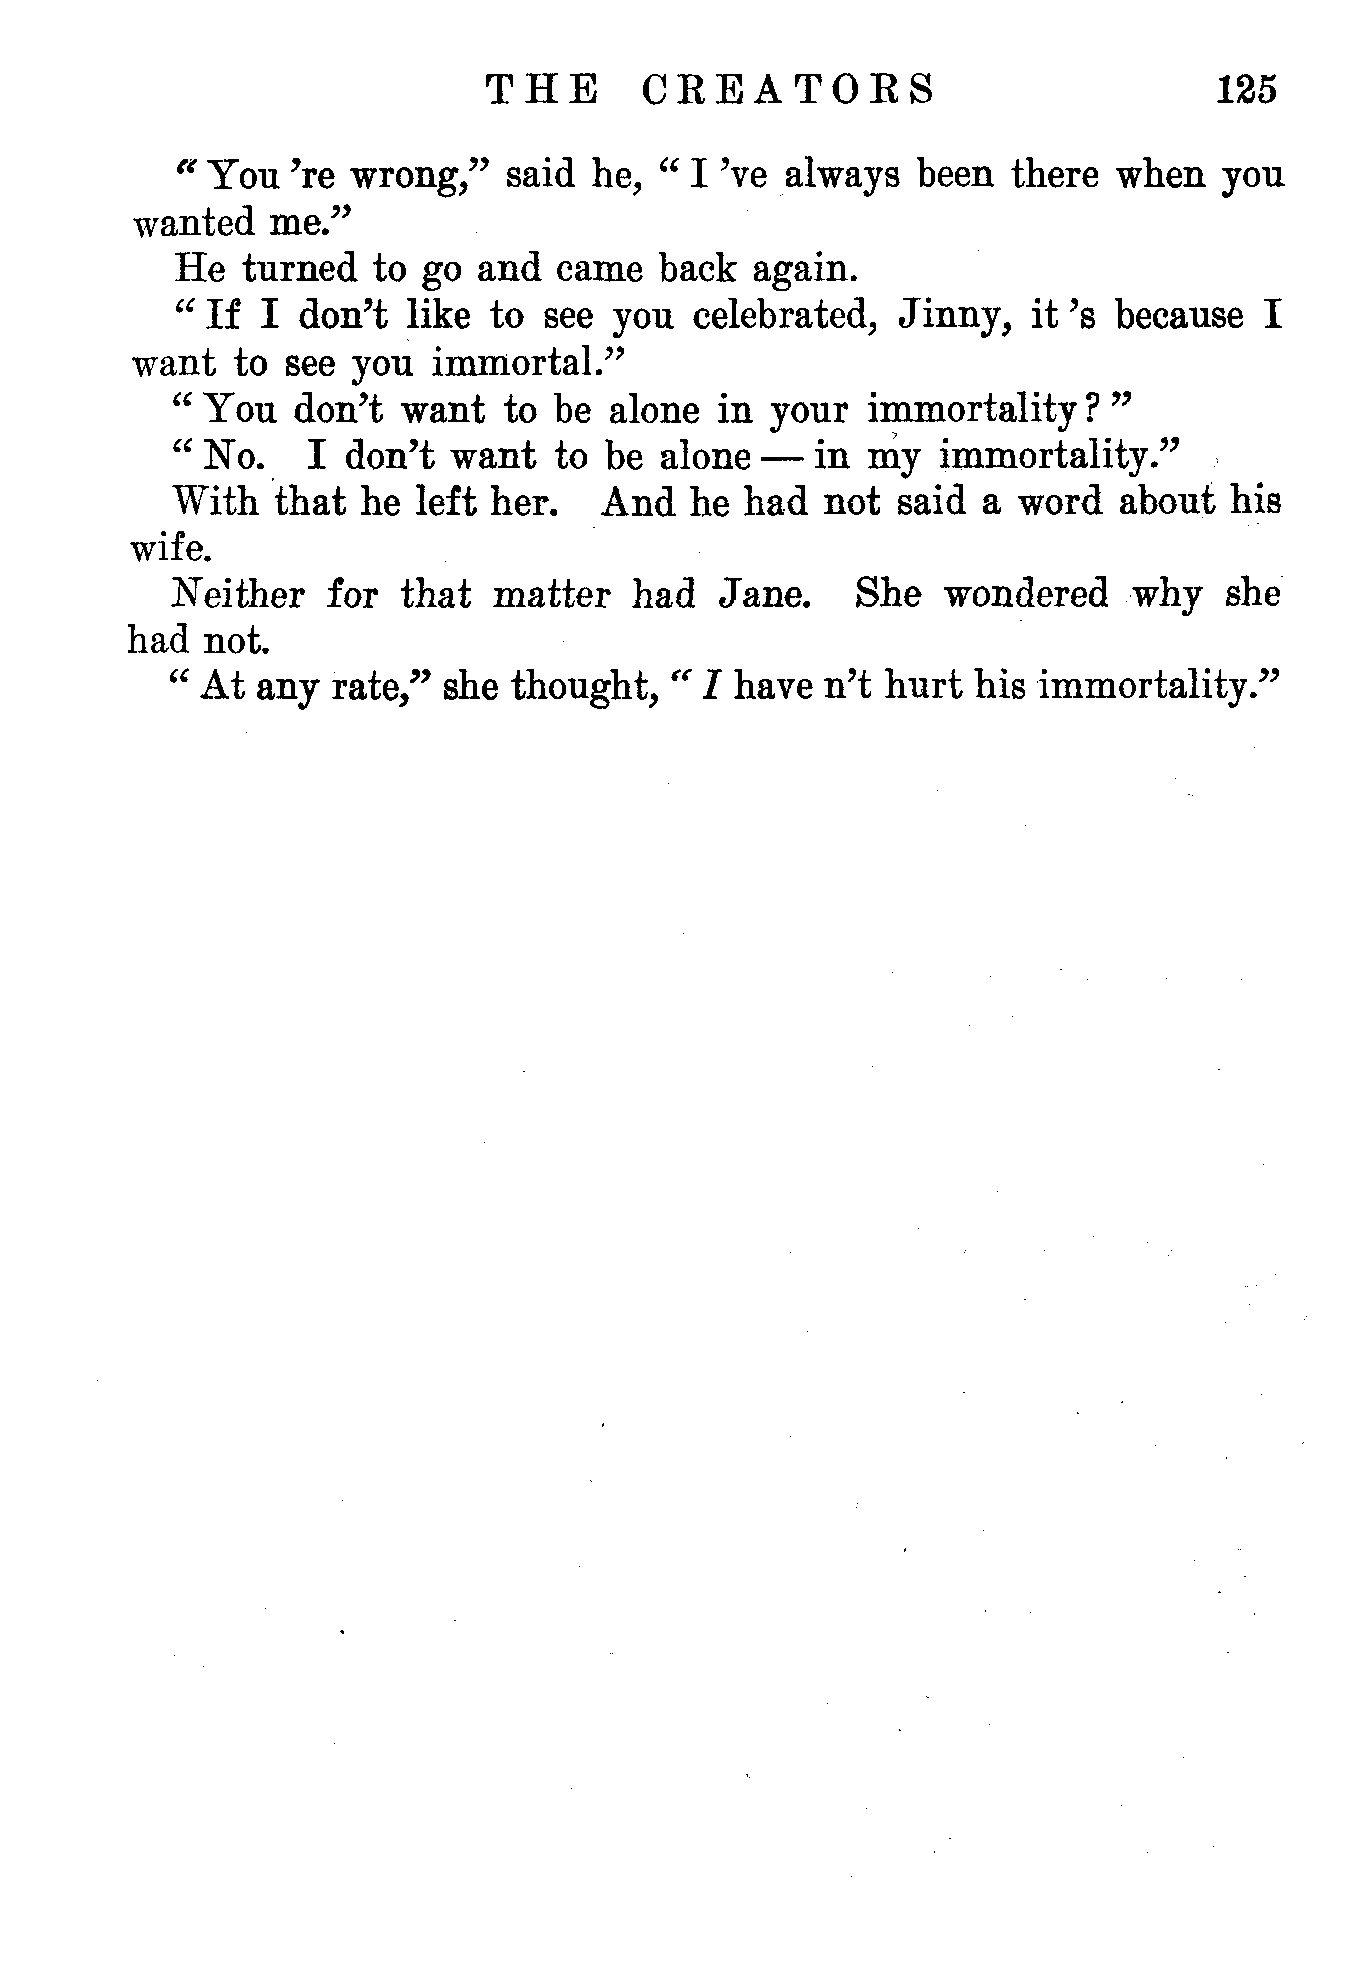 THE CREATORS 125
“ You ’re wrong,” said he, “ I ’ve always been there when you
wanted me.”
He turned to go and came back again.
“ If I don’t like to see you celebrated, Jinny, it ’s because I
want to see you immortal.”
“ You don’t want to be alone in your immortality? ”
“ No. I don’t want to be alone — in my immortality.”
With that he left her. And he had not said a word about his
wife.
Neither for that matter had Jane. She wondered why she
had not.
“ At any rate,” she thought, “ I have n’t hurt his immortality.”